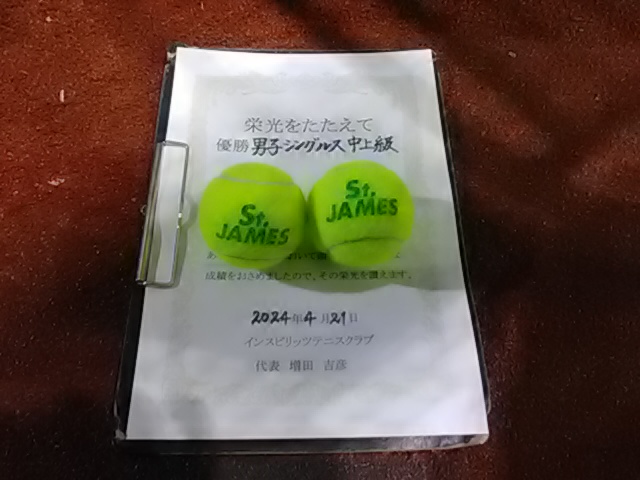 栄光をたたえて
優勝 男子シングルス 中上級
St.
JAMES
St.
JAMES
成績をおさめましたので、その栄光を讃えます。
2024年4月21日
インスピリッツテニスクラブ
代表 増田 吉彦